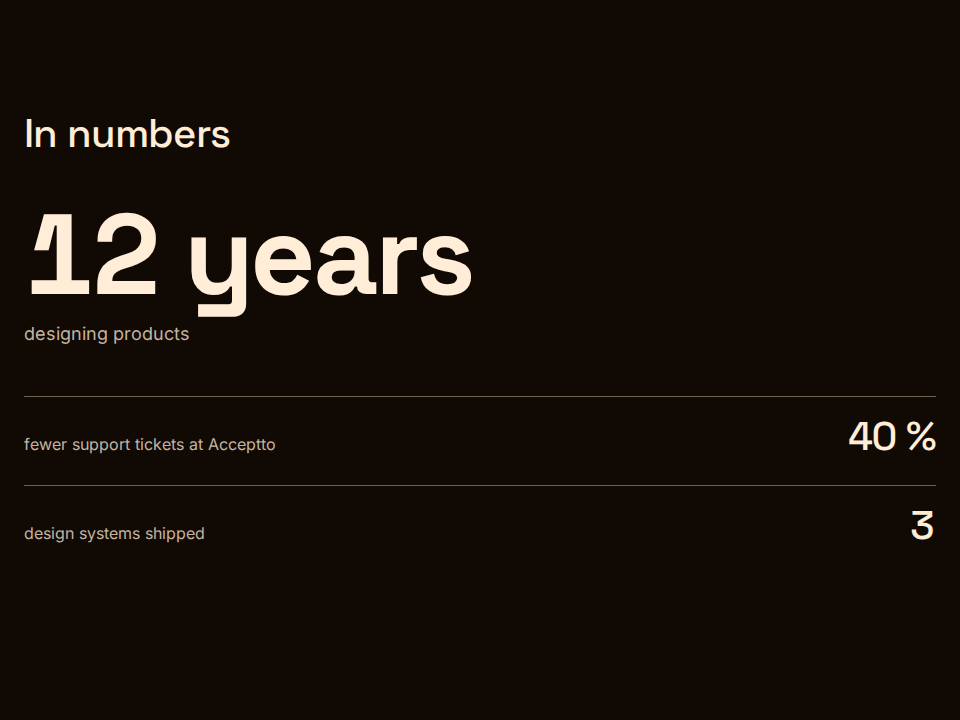 In numbers
12 years
designing products
fewer support tickets at Acceptto
40 %
design systems shipped
3